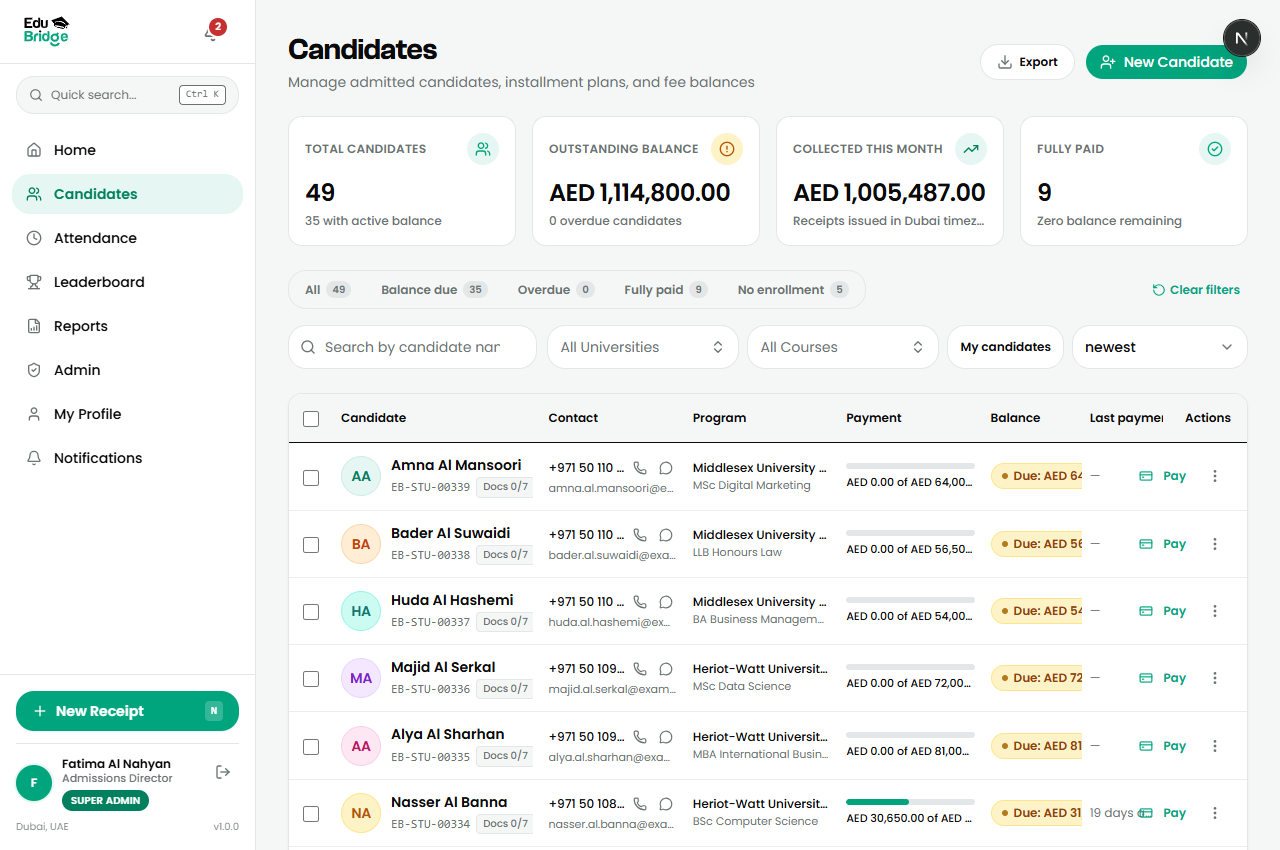 Edu
Bridge
2
Quick search...
Ctrl K
Home
Candidates
Attendance
Leaderboard
Reports
Admin
My Profile
Notifications
New Receipt
N
F
Fatima Al Nahyan
Admissions Director
SUPER ADMIN
Dubai, UAE
v1.0.0
Candidates
Manage admitted candidates, installment plans, and fee balances
Export
New Candidate
N
TOTAL CANDIDATES
49
35 with active balance
OUTSTANDING BALANCE
AED 1,114,800.00
0 overdue candidates
COLLECTED THIS MONTH
AED 1,005,487.00
Receipts issued in Dubai timez...
FULLY PAID
9
Zero balance remaining
All 49
Balance due 35
Overdue 0
Fully paid 9
No enrollment 5
Clear filters
Search by candidate nar
All Universities
All Courses
My candidates
newest
Candidate Contact Program Payment Balance Last paymer Actions
AA
Amna Al Mansoori
EB-STU-00339 Docs 0/7
+971 50 110 ...
amna.al.mansoori@e...
Middlesex University ...
MSc Digital Marketing
AED 0.00 of AED 64,00...
Due: AED 64
—
Pay
BA
Bader Al Suwaidi
EB-STU-00338 Docs 0/7
+971 50 110 ...
bader.al.suwaidi@exa...
Middlesex University ...
LLB Honours Law
AED 0.00 of AED 56,50...
Due: AED 56
—
Pay
HA
Huda Al Hashemi
EB-STU-00337 Docs 0/7
+971 50 110 ...
huda.al.hashemi@ex...
Middlesex University ...
BA Business Managem...
AED 0.00 of AED 54,00...
Due: AED 54
—
Pay
MA
Majid Al Serkal
EB-STU-00336 Docs 0/7
+971 50 109...
majid.al.serkal@exam...
Heriot-Watt Universit...
MSc Data Science
AED 0.00 of AED 72,00...
Due: AED 72
—
Pay
AA
Alya Al Sharhan
EB-STU-00335 Docs 0/7
+971 50 109...
alya.al.sharhan@exa...
Heriot-Watt Universit...
MBA International Busin...
AED 0.00 of AED 81,00...
Due: AED 81
—
Pay
NA
Nasser Al Banna
EB-STU-00334 Docs 0/7
+971 50 108...
nasser.al.banna@exa...
Heriot-Watt Universit...
BSc Computer Science
AED 30,650.00 of AED ...
Due: AED 31
19 days
Pay